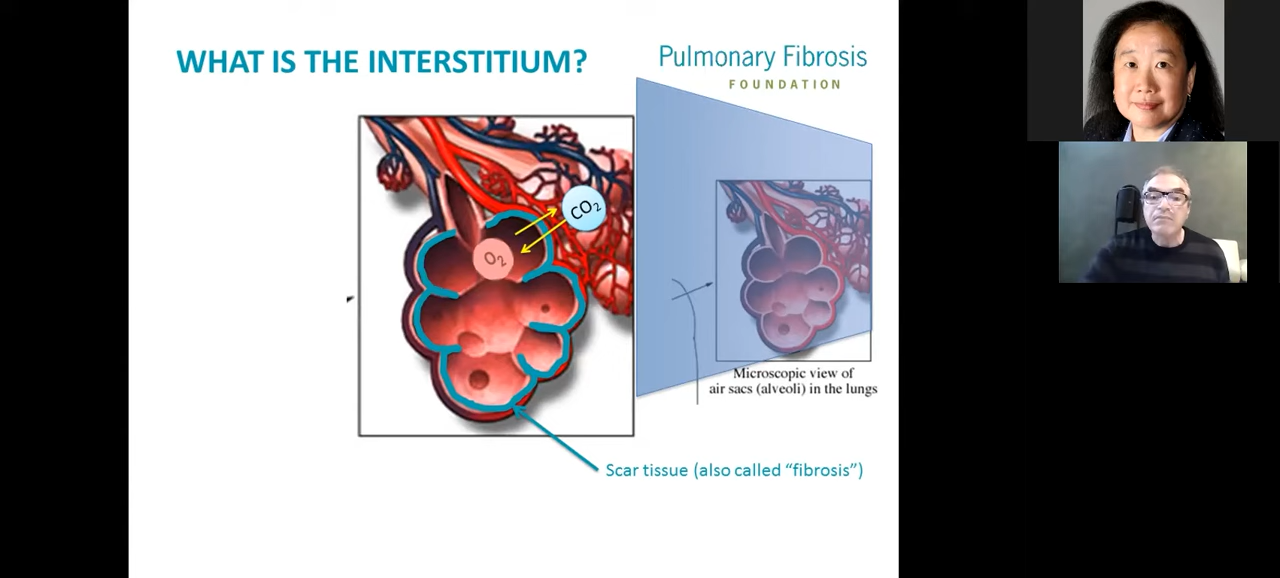 WHAT IS THE INTERSTITIUM?
Pulmonary Fibrosis
FOUNDATION
CO₂
O₂
Microscopic view of
air sacs (alveoli) in the lungs
Scar tissue (also called “fibrosis”)